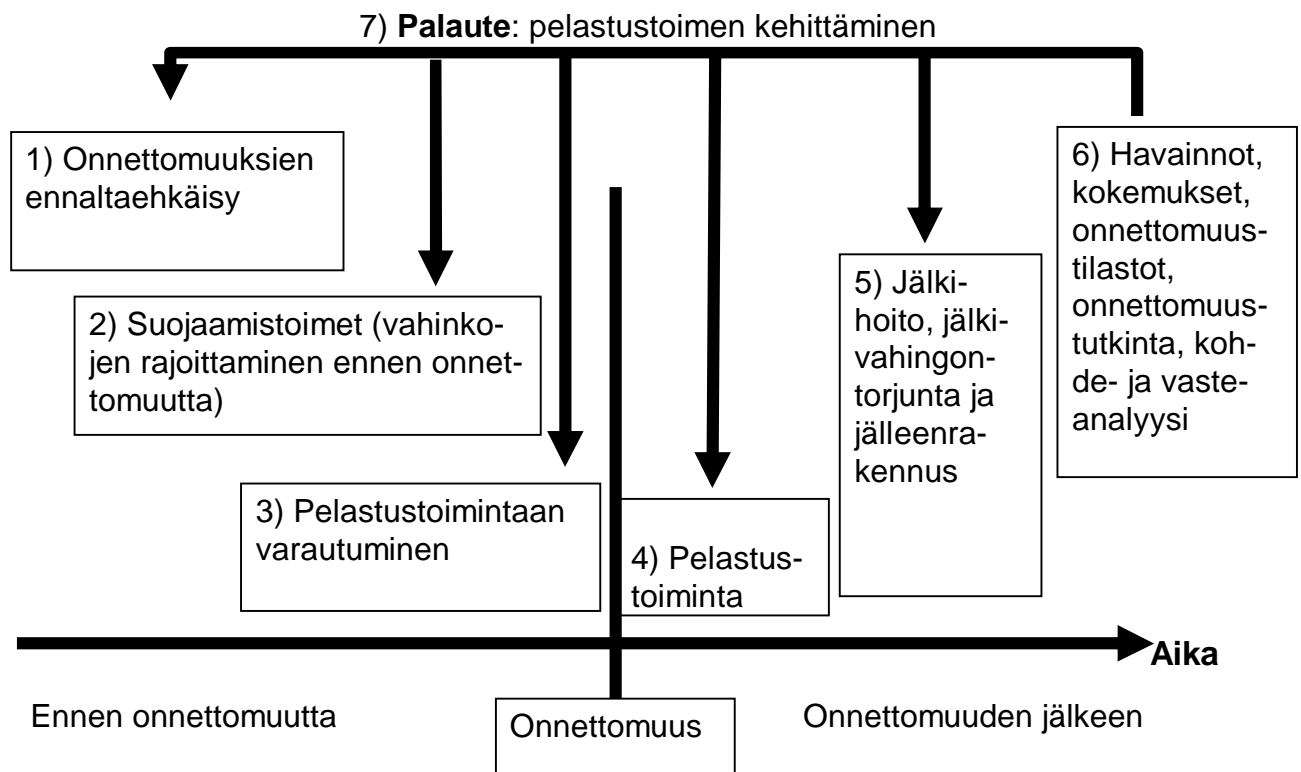 7) Palaute: pelastustoimen kehittäminen
1) Onnettomuuksien
ennaltaehkäisy
2) Suojaamistoimet (vahinko-
jen rajoittaminen ennen onnet-
tomuutta)
3) Pelastustoimintaan
varautuminen
4) Pelastus-
toiminta
5) Jälki-
hoito, jälki-
vahingon-
torjunta ja
jälleenra-
kennus
6) Havainnot,
kokemukset,
onnettomuus-
tilastot,
onnettomuus-
tutkinta, koh-
de- ja vaste-
analyysi
Aika
Ennen onnettomuutta
Onnettomuus
Onnettomuuden jälkeen